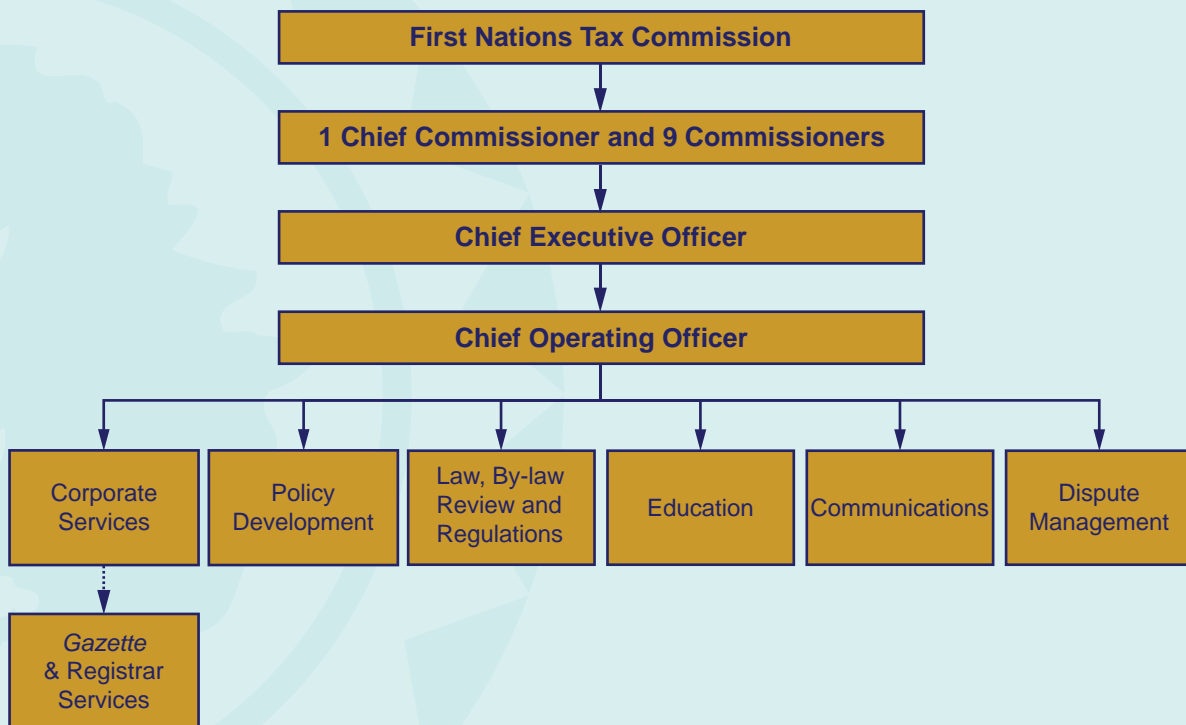 First Nations Tax Commission
1 Chief Commissioner and 9 Commissioners
Chief Executive Officer
Chief Operating Officer
Corporate
Services
Policy
Development
Law, By-law
Review and
Regulations
Education
Communications
Dispute
Management
Gazette
& Registrar
Services